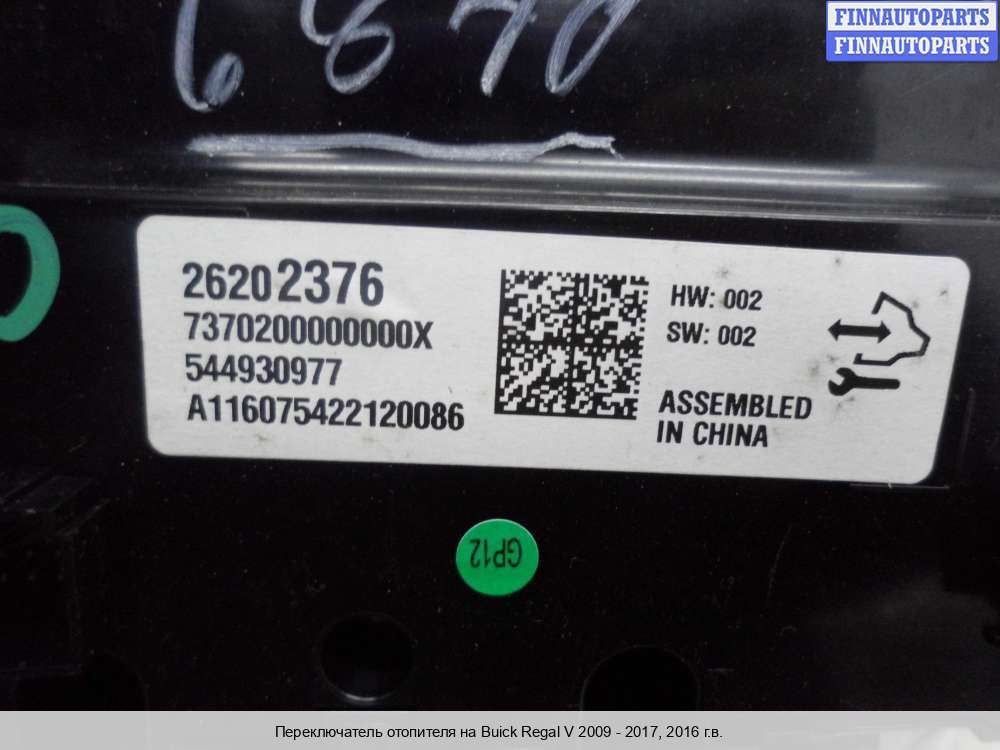 FINNAUTOPARTS
FINNAUTOPARTS
26202376
7370200000000X
544930977
A116075422120086
HW: 002
SW: 002
ASSEMBLED
IN CHINA
GP12
Переключатель отопителя на Buick Regal V 2009 - 2017, 2016 г.в.